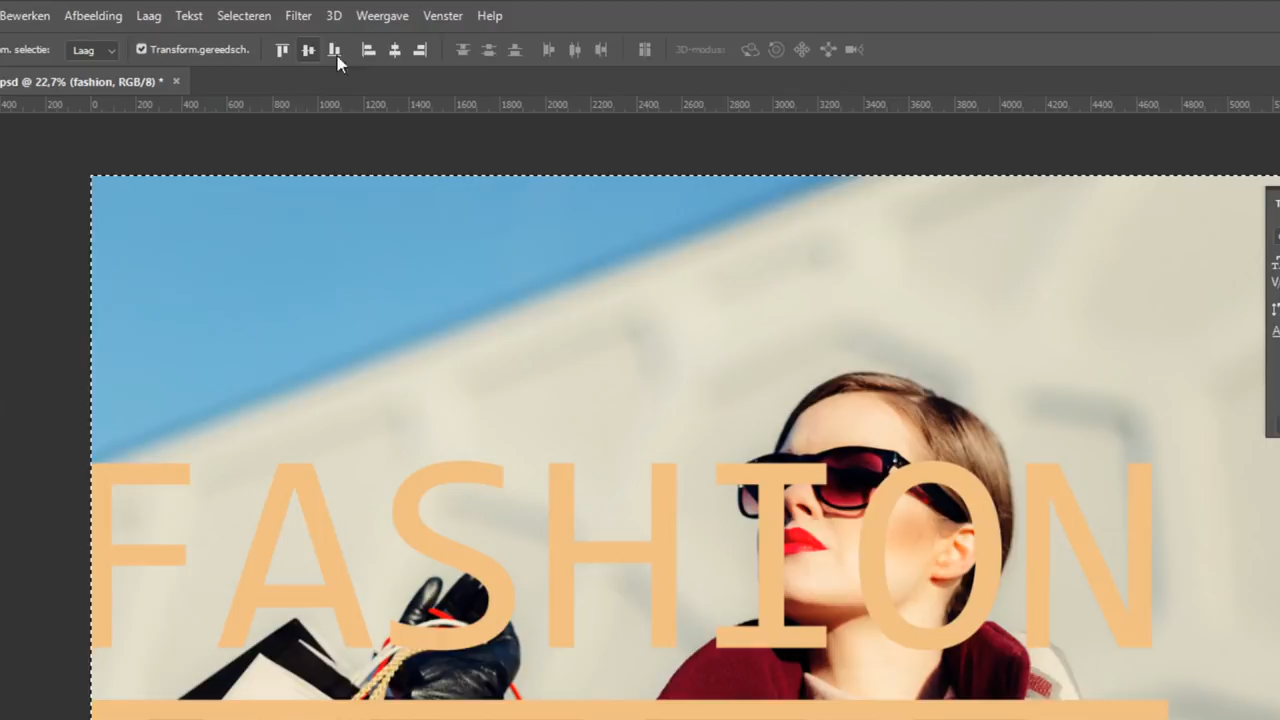 Bewerken Afbeelding Laag Tekst Selecteren Filter 3D Weergave Venster Help
om. selectie: Laag Transform.gereedsch. 3D-modus:
psd @ 22,7% (fashion, RGB/8) * ×
400 200 0 200 400 600 800 1000 1200 1400 1600 1800 2000 2200 2400 2600 2800 3000 3200 3400 3600 3800 4000 4200 4400 4600 4800 5000
FASHION